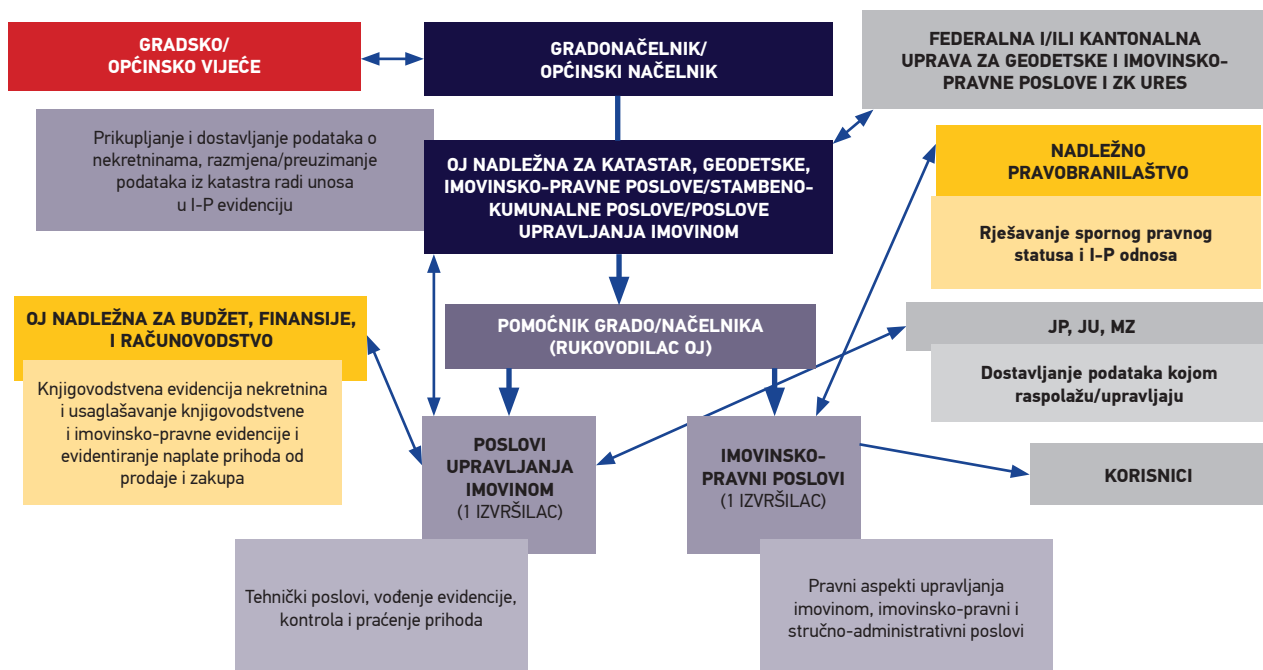 GRADSKO/
OPĆINSKO VIJEĆE
GRADONAČELNIK/
OPĆINSKI NAČELNIK
FEDERALNA I/ILI KANTONALNA
UPRAVA ZA GEODETSKE I IMOVINSKO-
PRAVNE POSLOVE I ZK URES
Prikupljanje i dostavljanje podataka o
nekretninama, razmjena/preuzimanje
podataka iz katastra radi unosa
u I-P evidenciju
OJ NADLEŽNA ZA KATASTAR, GEODETSKE,
IMOVINSKO-PRAVNE POSLOVE/STAMBENO-
KUMUNALNE POSLOVE/POSLOVE
UPRAVLJANJA IMOVINOM
NADLEŽNO
PRAVOBRANILAŠTVO
Rješavanje spornog pravnog
statusa i I-P odnosa
OJ NADLEŽNA ZA BUDŽET, FINANSIJE,
I RAČUNOVODSTVO
Knjigovodstvena evidencija nekretnina
i usaglašavanje knjigovodstvene
i imovinsko-pravne evidencije i
evidentiranje naplate prihoda od
prodaje i zakupa
POMOĆNIK GRADO/NAČELNIKA
(RUKOVODILAC OJ)
JP, JU, MZ
Dostavljanje podataka kojom
raspolažu/upravljaju
POSLOVI
UPRAVLJANJA
IMOVINOM
(1 IZVRŠILAC)
IMOVINSKO-
PRAVNI POSLOVI
(1 IZVRŠILAC)
KORISNICI
Tehnički poslovi, vođenje evidencije,
kontrola i praćenje prihoda
Pravni aspekti upravljanja
imovinom, imovinsko-pravni i
stručno-administrativni poslovi